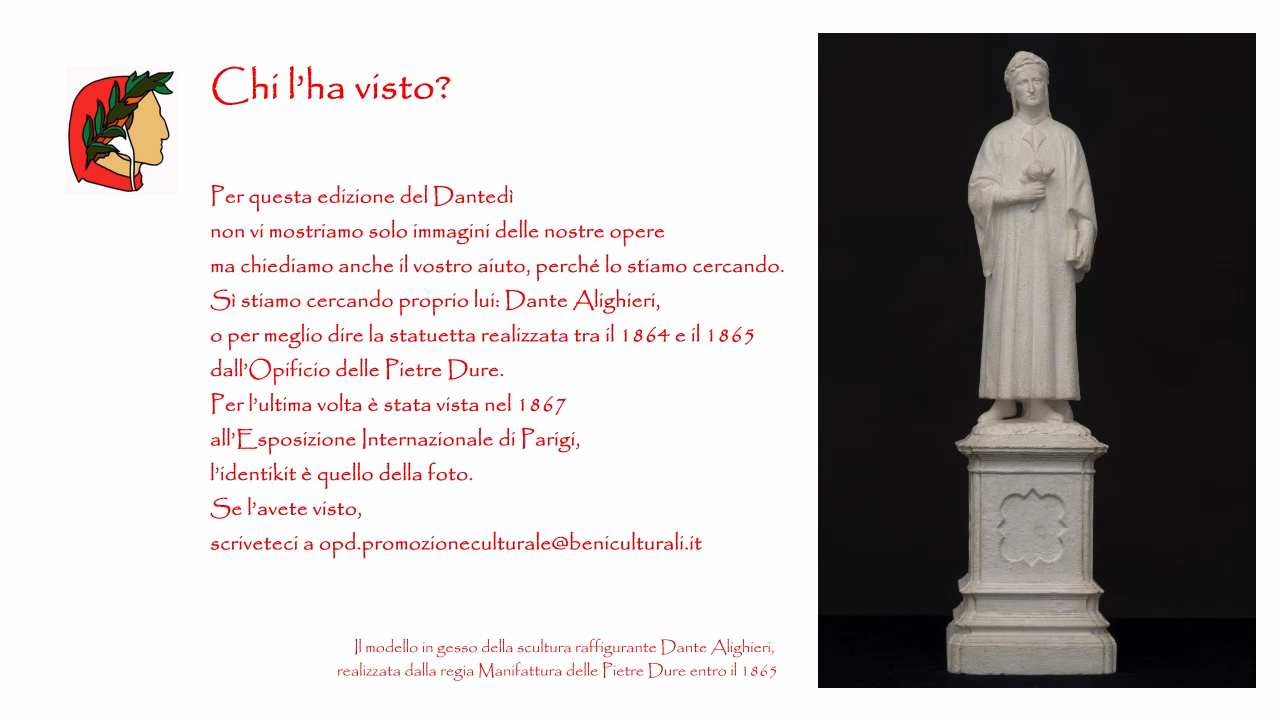 Chi l'ha visto?
Per questa edizione del Dantedì
non vi mostriamo solo immagini delle nostre opere
ma chiediamo anche il vostro aiuto, perché lo stiamo cercando.
Sì stiamo cercando proprio lui: Dante Alighieri,
o per meglio dire la statuetta realizzata tra il 1864 e il 1865
dall'Opificio delle Pietre Dure.
Per l'ultima volta è stata vista nel 1867
all'Esposizione Internazionale di Parigi,
l'identikit è quello della foto.
Se l'avete visto,
scriveteci a opd.promozioneculturale@beniculturali.it
Il modello in gesso della scultura raffigurante Dante Alighieri,
realizzata dalla regia Manifattura delle Pietre Dure entro il 1865